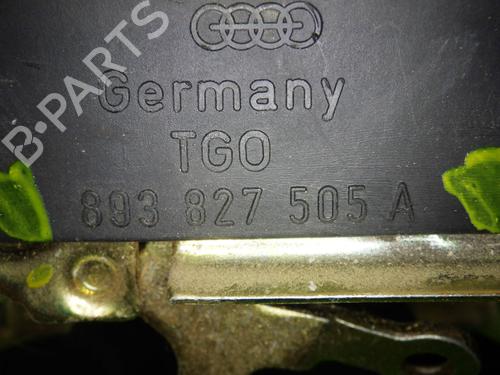 B-PARTS
Germany
TGO
893 827 505 A